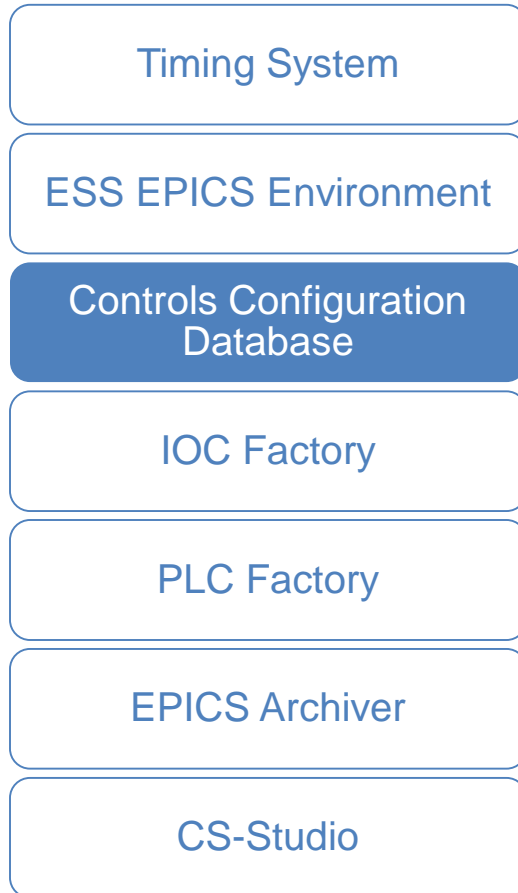 Timing System
ESS EPICS Environment
Controls Configuration
Database
IOC Factory
PLC Factory
EPICS Archiver
CS-Studio